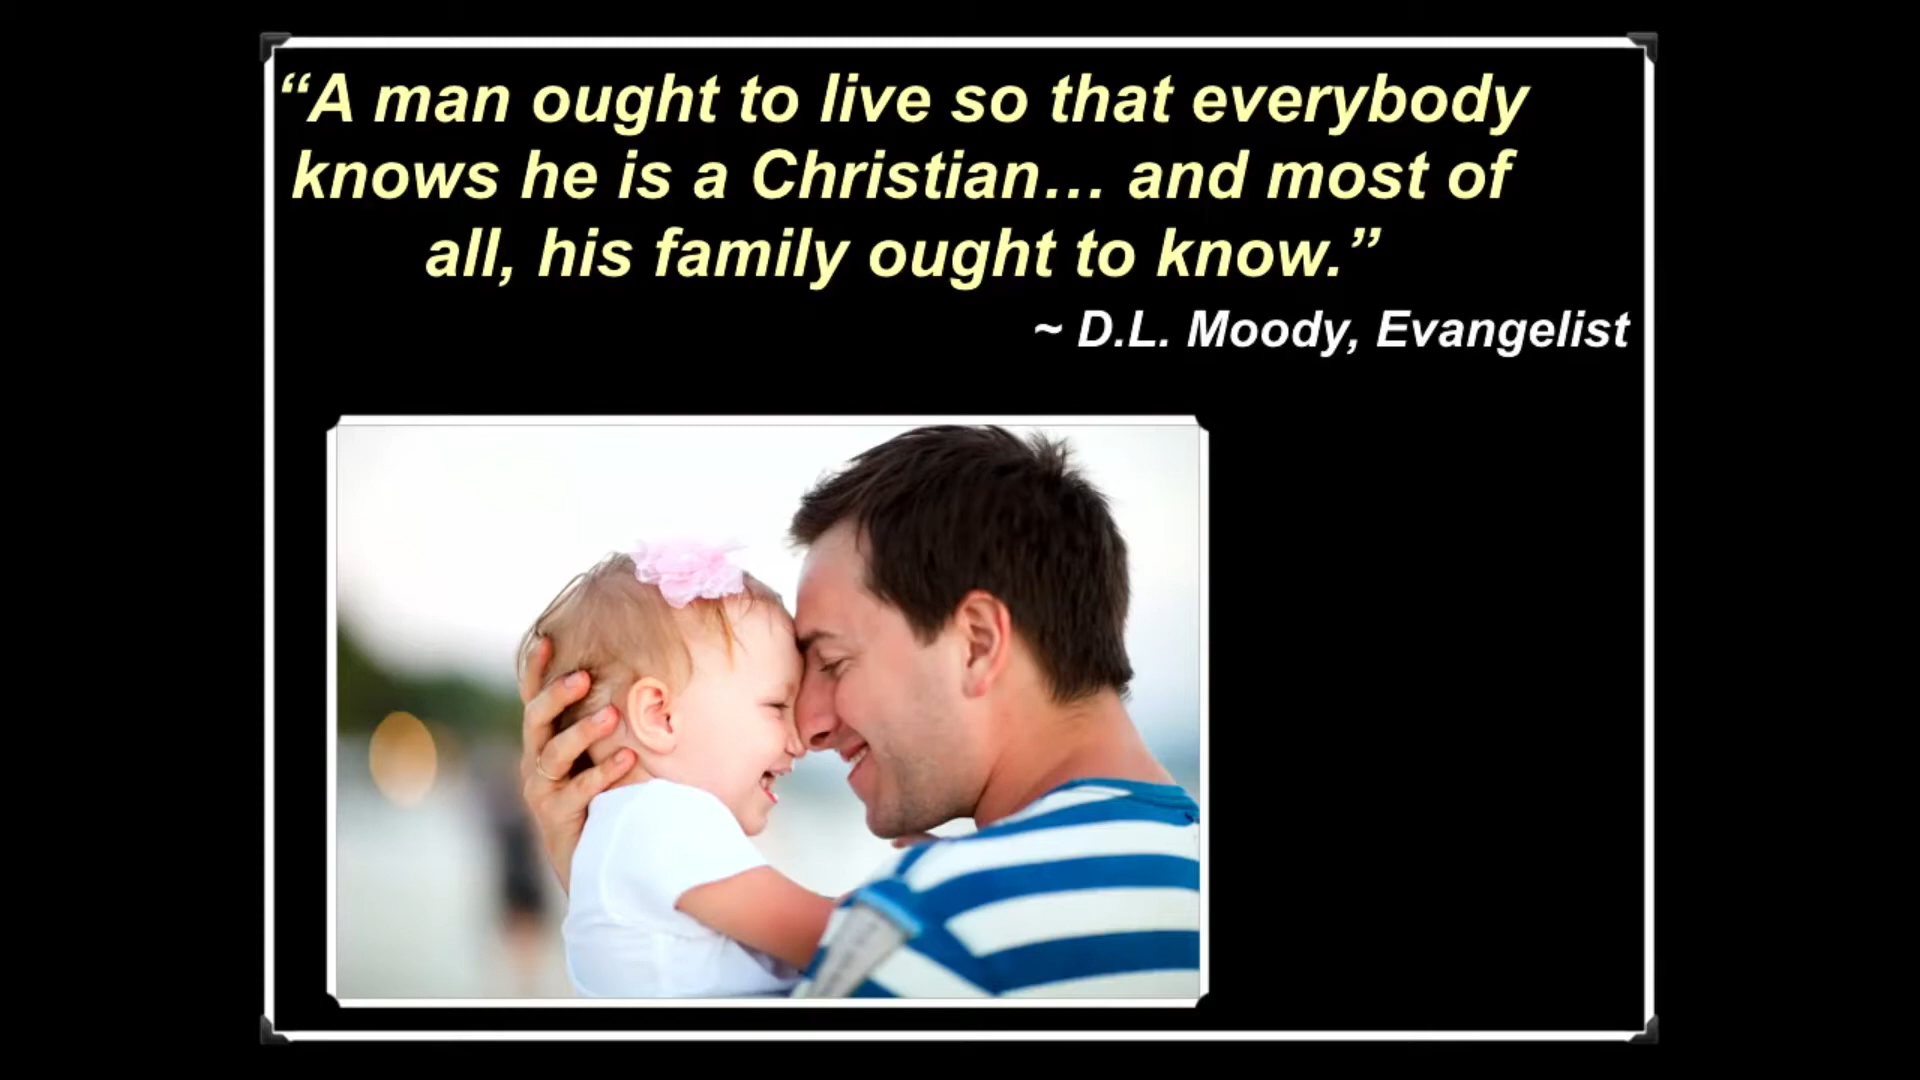 “A man ought to live so that everybody
knows he is a Christian… and most of
all, his family ought to know.”
~ D.L. Moody, Evangelist